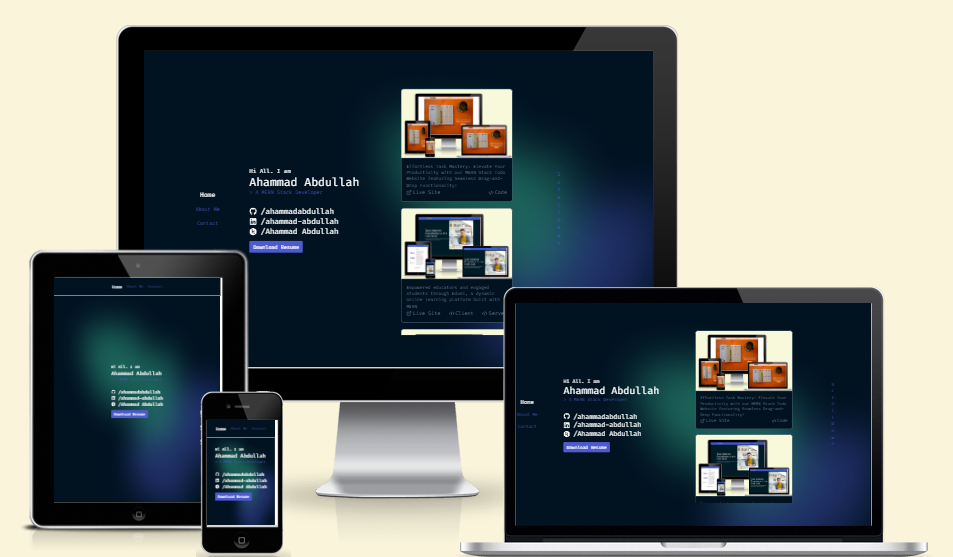 Hi All. I am
Ahammad Abdullah
> A MERN Stack Developer
/ahammadabdullah
/ahammad-abdullah
/Ahammad Abdullah
Download Resume
Home
About Me
Contact
Effortless Task Mastery: Elevate Your
Productivity with our MERN Stack Todo
Website Featuring Seamless Drag-and-
Drop Functionality!
Live Site
Code
Empowered educators and engaged
students through
online learning platform built with
MERN
Live Site
Client
Serve
Home
About Me
Contact
Hi All. I am
Ahammad Abdullah
/ahammadabdullah
/ahammad-abdullah
/Ahammad Abdullah
Download Resume
Home
About Me
Contact
Hi All. I am
Ahammad Abdullah
/ahammadabdullah
/ahammad-abdullah
/Ahammad Abdullah
Download Resume
Home
About Me
Contact
Hi All. I am
Ahammad Abdullah
> A MERN Stack Developer
/ahammadabdullah
/ahammad-abdullah
/Ahammad Abdullah
Download Resume
Effortless Task Mastery: Elevate Your
Productivity with our MERN Stack Todo
Website Featuring Seamless Drag-and-
Drop Functionality!
Live Site
Code